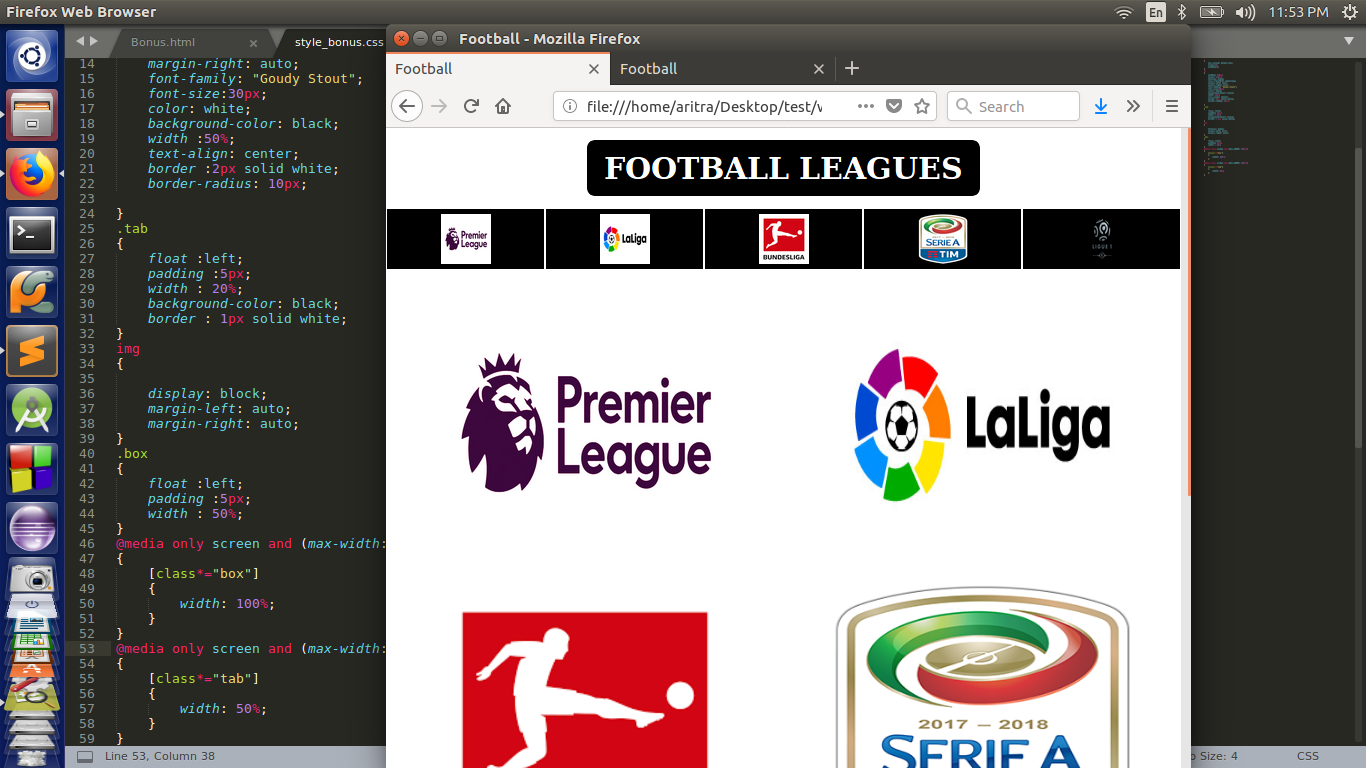 Firefox Web Browser
En
11:53 PM
Bonus.html
style_bonus.css
14 margin-right: auto;
15 font-family: "Goudy Stout";
16 font-size:30px;
17 color: white;
18 background-color: black;
19 width :50%;
20 text-align: center;
21 border :2px solid white;
22 border-radius: 10px;
23
24 }
25 .tab
26 {
27 float :left;
28 padding :5px;
29 width : 20%;
30 background-color: black;
31 border : 1px solid white;
32 }
33 img
34 {
35
36 display: block;
37 margin-left: auto;
38 margin-right: auto;
39 }
40 .box
41 {
42 float :left;
43 padding :5px;
44 width : 50%;
45 }
46 @media only screen and (max-width:
47 {
48 [class*="box"]
49 {
50 width: 100%;
51 }
52 }
53 @media only screen and (max-width:
54 {
55 [class*="tab"]
56 {
57 width: 50%;
58 }
59 }
Line 53, Column 38
Size: 4
CSS
Football - Mozilla Firefox
Football
Football
file:///home/aritra/Desktop/test/
Search
FOOTBALL LEAGUES
Premier
League
LaLiga
BUNDESLIGA
SERIE A
TIM
LIGUE 1
Premier
League
LaLiga
2017 – 2018
SERIE A